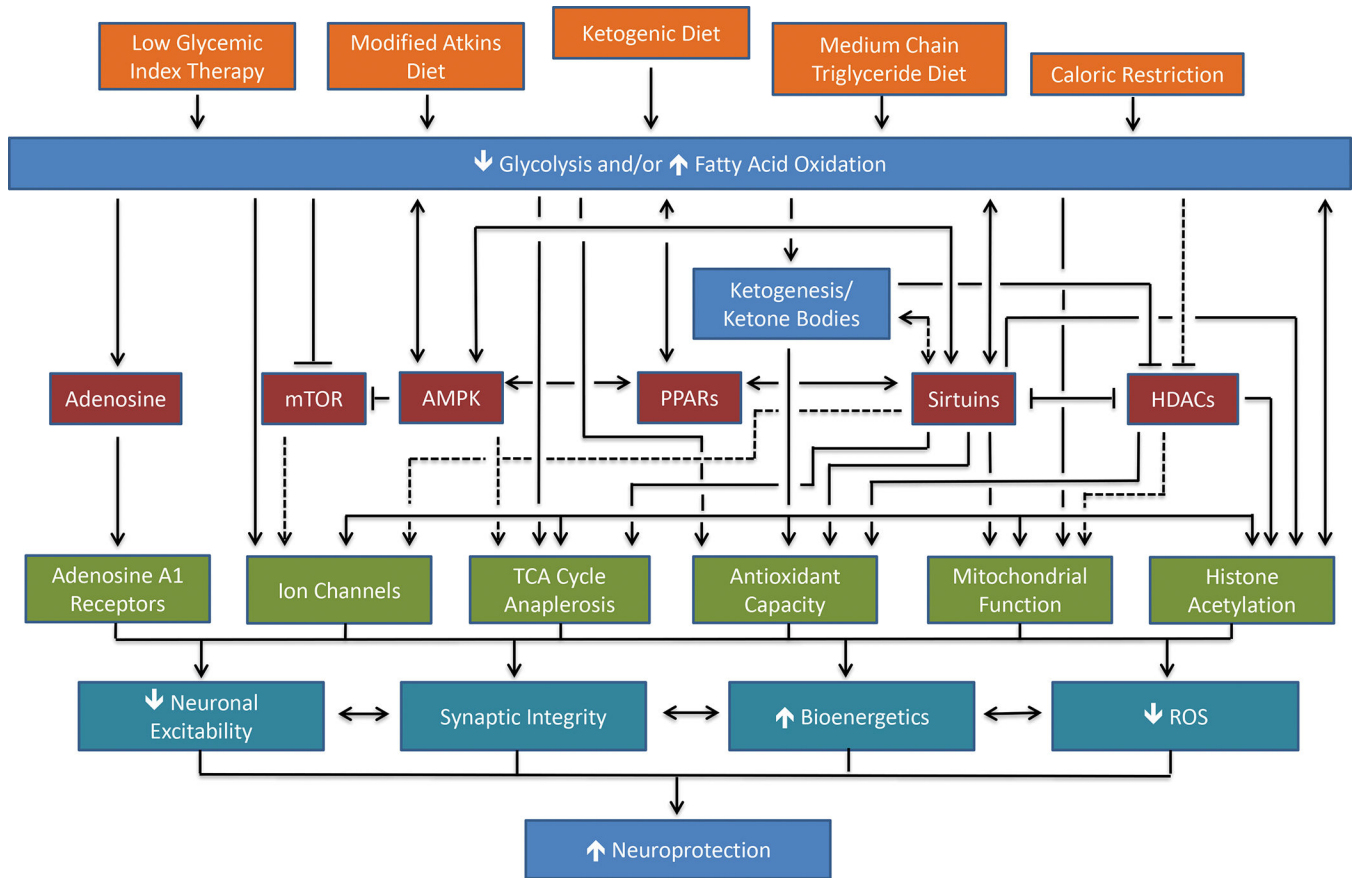 Low Glycemic
Index Therapy
Modified Atkins
Diet
Ketogenic Diet
Medium Chain
Triglyceride Diet
Caloric Restriction
↓ Glycolysis and/or ↑ Fatty Acid Oxidation
Ketogenesis/
Ketone Bodies
Adenosine
mTOR
AMPK
PPARs
Sirtuins
HDACs
Adenosine A1
Receptors
Ion Channels
TCA Cycle
Anaplerosis
Antioxidant
Capacity
Mitochondrial
Function
Histone
Acetylation
↓ Neuronal
Excitability
Synaptic Integrity
↑ Bioenergetics
↓ ROS
↑ Neuroprotection